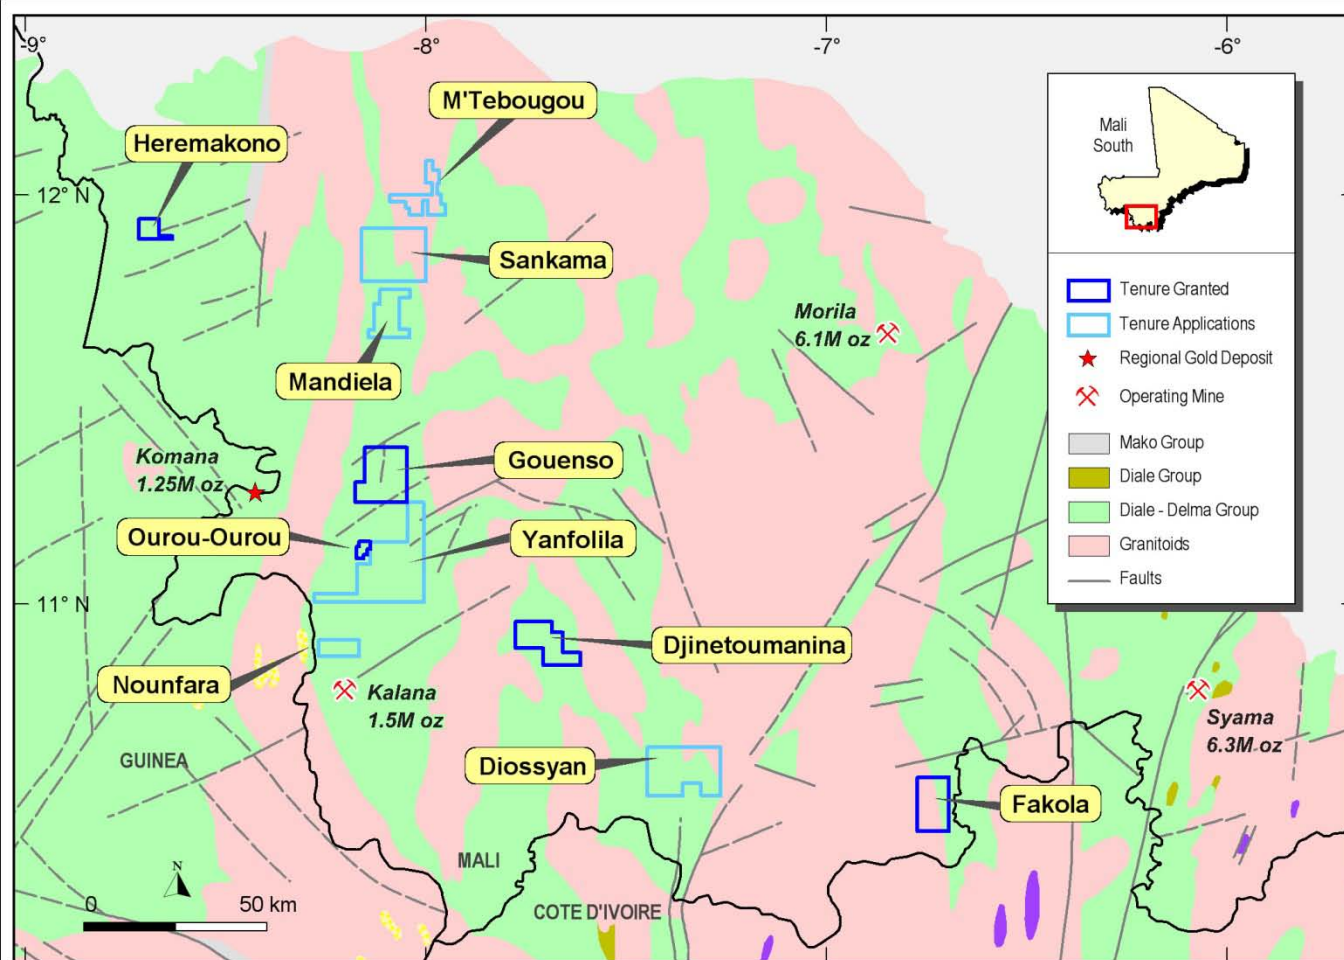 -9°
-8°
-7°
-6°
M'Tebougou
Heremakono
12° N
Sankama
Mandiela
Morila
6.1M oz
Komana
1.25M oz
Gouenso
Ourou-Ourou
Yanfolila
11° N
Djinetoumanina
Nounfara
Kalana
1.5M oz
Syama
6.3M oz
GUINEA
Diossyan
Fakola
MALI
COTE D'IVOIRE
N
0
50 km
Mali
South
Tenure Granted
Tenure Applications
Regional Gold Deposit
Operating Mine
Mako Group
Diale Group
Diale - Delma Group
Granitoids
Faults